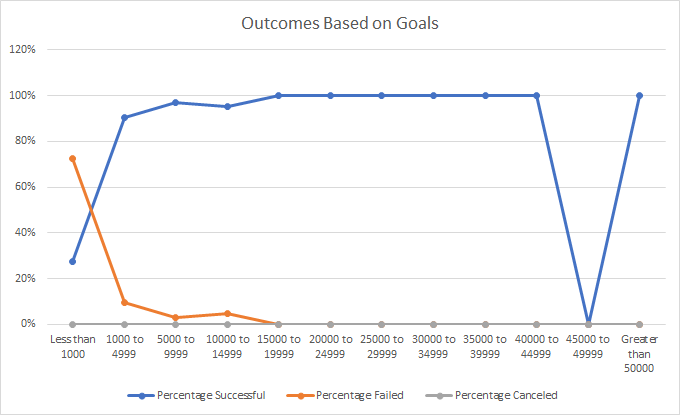 Outcomes Based on Goals
120%
100%
80%
60%
40%
20%
0%
Less than 1000 to 5000 to 10000 to 15000 to 20000 to 25000 to 30000 to 35000 to 40000 to 45000 to Greater
1000 4999 9999 14999 19999 24999 29999 34999 39999 44999 49999 than
50000
Percentage Successful Percentage Failed Percentage Canceled